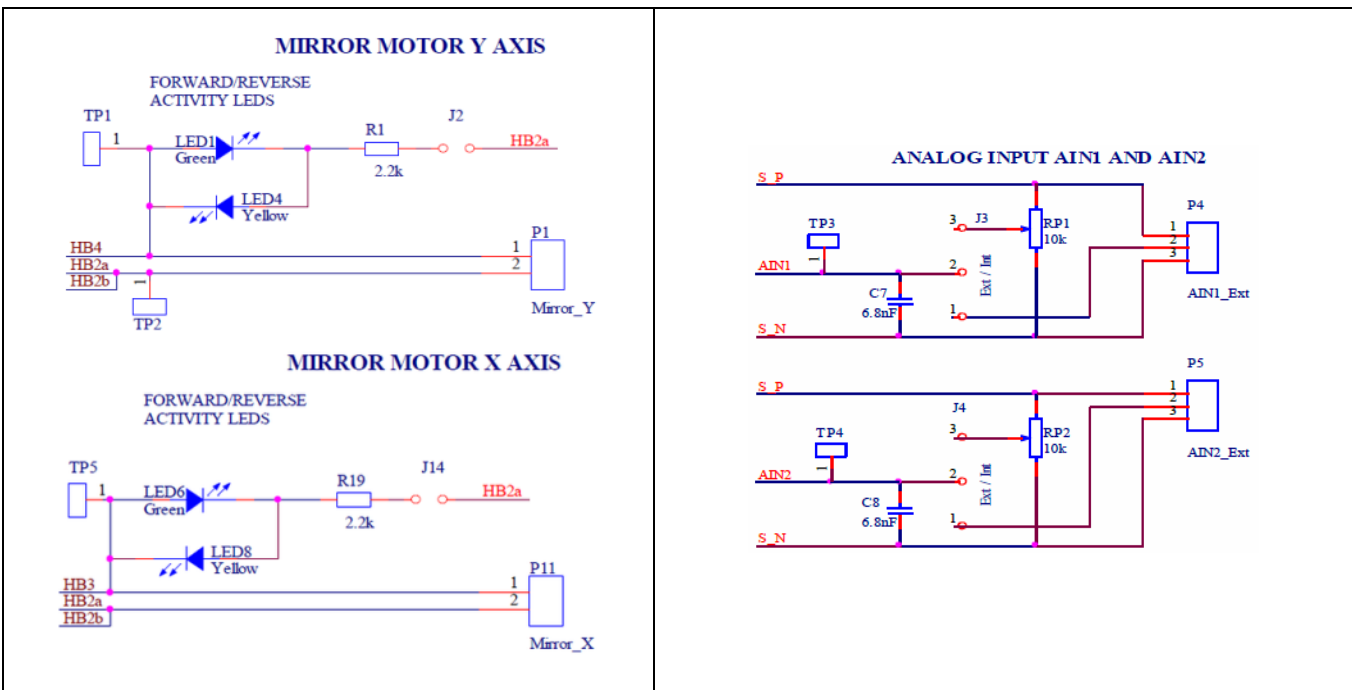 MIRROR MOTOR Y AXIS
FORWARD/REVERSE
ACTIVITY LEDS
TP1
1
LED1
Green
R1
2.2k
J2
HB2a
LED4
Yellow
HB4
HB2a
HB2b
1
TP2
P1
1
2
Mirror_Y
MIRROR MOTOR X AXIS
FORWARD/REVERSE
ACTIVITY LEDS
TP5
1
LED6
Green
R19
2.2k
J14
HB2a
LED8
Yellow
HB3
HB2a
HB2b
P11
1
2
Mirror_X
ANALOG INPUT AIN1 AND AIN2
S_P
TP3
1
AIN1
C7
6.8nF
S_N
3
J3
2
Ext / Int
1
RP1
10k
P4
1
2
3
AIN1_Ext
S_P
TP4
1
AIN2
C8
6.8nF
S_N
J4
3
2
Ext / Int
1
RP2
10k
P5
1
2
3
AIN2_Ext